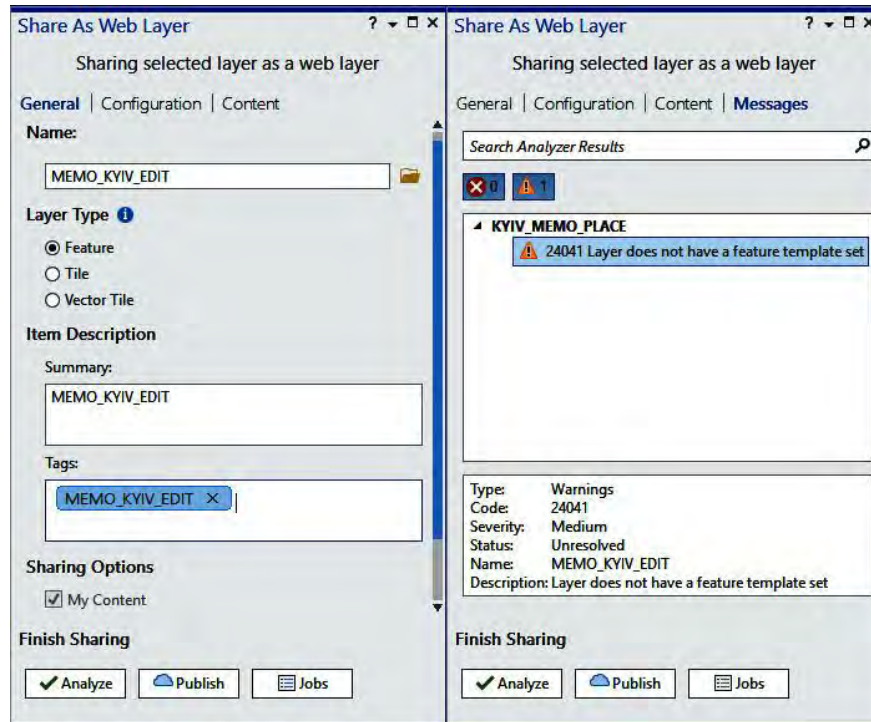 Share As Web Layer ?
Sharing selected layer as a web layer
General | Configuration | Content
Name:
MEMO_KYIV_EDIT
Layer Type
Feature
Tile
Vector Tile
Item Description
Summary:
MEMO_KYIV_EDIT
Tags:
MEMO_KYIV_EDIT ×
Sharing Options
My Content
Finish Sharing
Analyze Publish Jobs
Share As Web Layer ?
Sharing selected layer as a web layer
General | Configuration | Content | Messages
Search Analyzer Results
0 1
KYIV_MEMO_PLACE
24041 Layer does not have a feature template set
Type: Warnings
Code: 24041
Severity: Medium
Status: Unresolved
Name: MEMO_KYIV_EDIT
Description: Layer does not have a feature template set
Finish Sharing
Analyze Publish Jobs